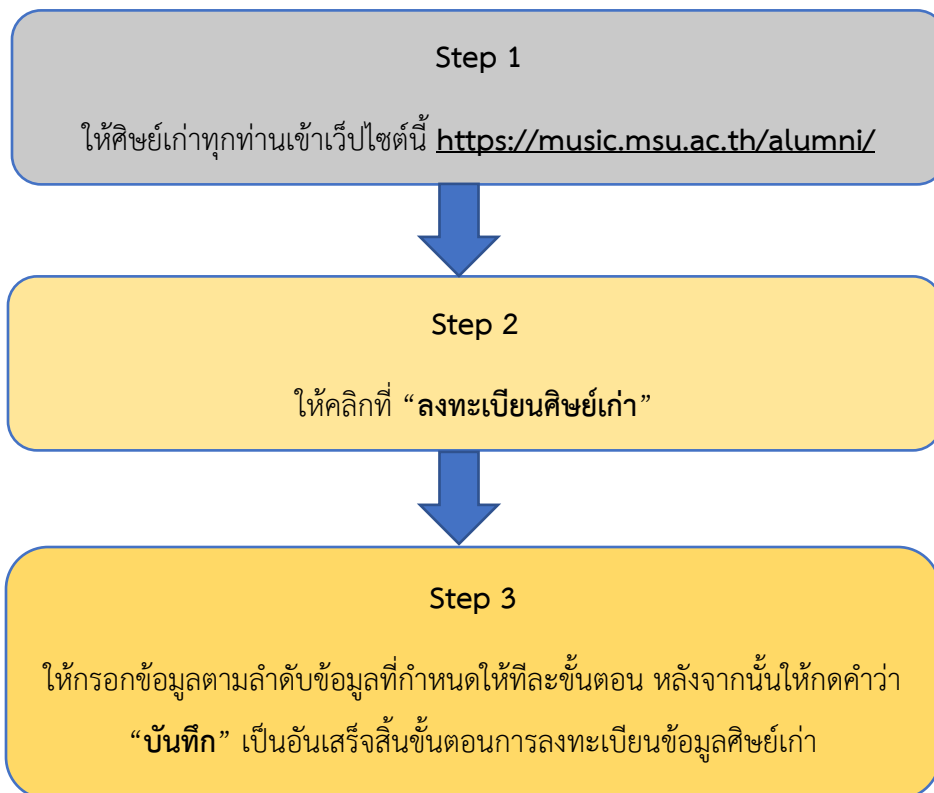 Step 1
ให้ศิษย์เก่าทุกท่านเข้าเว็ปไซต์นี้ https://music.msu.ac.th/alumni/
Step 2
ให้คลิกที่ “ลงทะเบียนศิษย์เก่า”
Step 3
ให้กรอกข้อมูลตามลำดับข้อมูลที่กำหนดให้ทีละขั้นตอน หลังจากนั้นให้กดคำว่า
“บันทึก” เป็นอันเสร็จสิ้นขั้นตอนการลงทะเบียนข้อมูลศิษย์เก่า